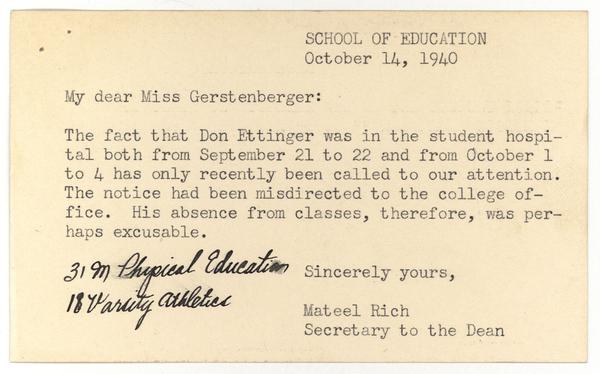 SCHOOL OF EDUCATION
October 14, 1940
My dear Miss Gerstenberger:
The fact that Don Ettinger was in the student hospi-
tal both from September 21 to 22 and from October 1
to 4 has only recently been called to our attention.
The notice had been misdirected to the college of-
fice. His absence from classes, therefore, was per-
haps excusable.
31 M Physical Education
18 Varsity Athletics
Sincerely yours,
Mateel Rich
Secretary to the Dean